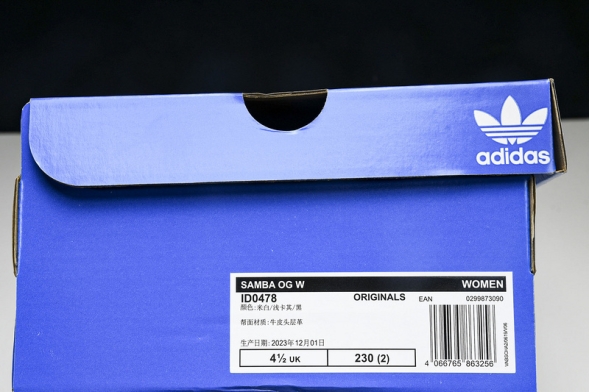 adidas
SAMBA OG W WOMEN
ID0478 ORIGINALS EAN 0299873090
颜色: 米白/浅卡其/黑
帮面材质: 牛皮头层革
生产日期: 2023年12月01日
4½ UK 230 (2)
4 066765 863256